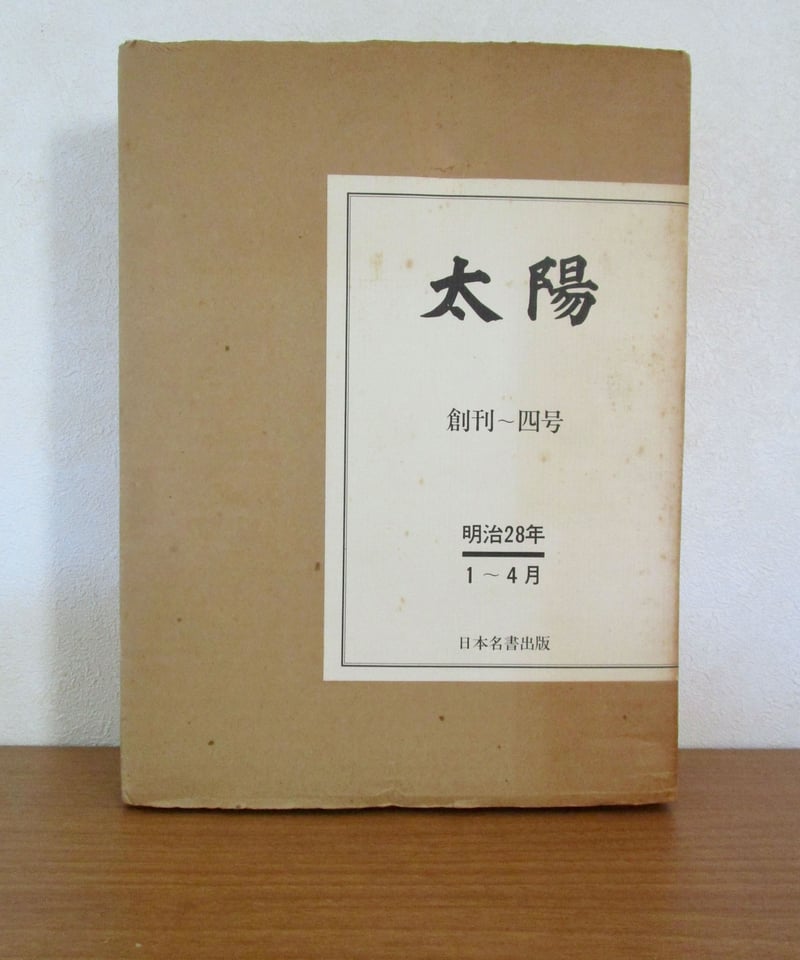 太陽
創刊～四号
明治28年
1～4月
日本名書出版